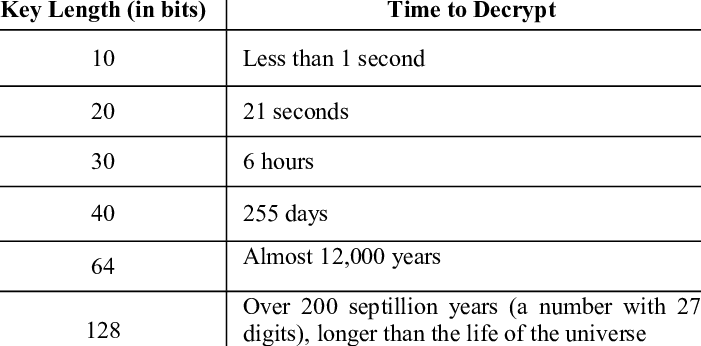 Key Length (in bits) Time to Decrypt
10 Less than 1 second
20 21 seconds
30 6 hours
40 255 days
64 Almost 12,000 years
128 Over 200 septillion years (a number with 27
digits), longer than the life of the universe